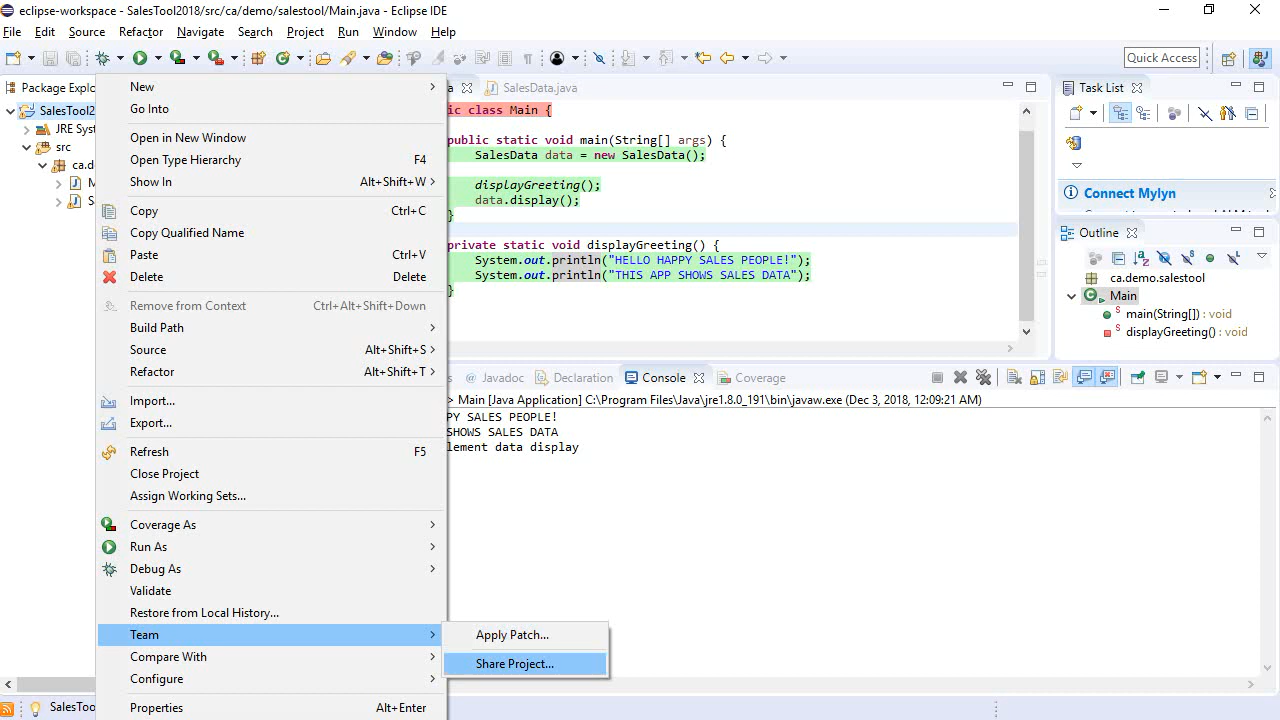 eclipse-workspace - SalesTool2018/src/ca/demo/salestool/Main.java - Eclipse IDE
File Edit Source Refactor Navigate Search Project Run Window Help
Quick Access
Package Explo
SalesTool2
JRE Syst
src
ca.d
New
Go Into
Open in New Window
Open Type Hierarchy F4
Show In Alt+Shift+W
Copy Ctrl+C
Copy Qualified Name
Paste Ctrl+V
Delete Delete
Remove from Context Ctrl+Alt+Shift+Down
Build Path
Source Alt+Shift+S
Refactor Alt+Shift+T
Import...
Export...
Refresh F5
Close Project
Assign Working Sets...
Coverage As
Run As
Debug As
Validate
Restore from Local History...
Team
Compare With
Configure
Properties Alt+Enter
Apply Patch...
Share Project...
SalesData.java
ic class Main {
public static void main(String[] args) {
SalesData data = new SalesData();
displayGreeting();
data.display();
}
private static void displayGreeting() {
System.out.println("HELLO HAPPY SALES PEOPLE!");
System.out.println("THIS APP SHOWS SALES DATA");
}
Task List
Connect Mylyn
Outline
ca.demo.salestool
Main
main(String[]) : void
displayGreeting() : void
s @ Javadoc Declaration Console Coverage
> Main [Java Application] C:\Program Files\Java\jre1.8.0_191\bin\javaw.exe (Dec 3, 2018, 12:09:21 AM)
PY SALES PEOPLE!
SHOWS SALES DATA
lement data display
SalesToo